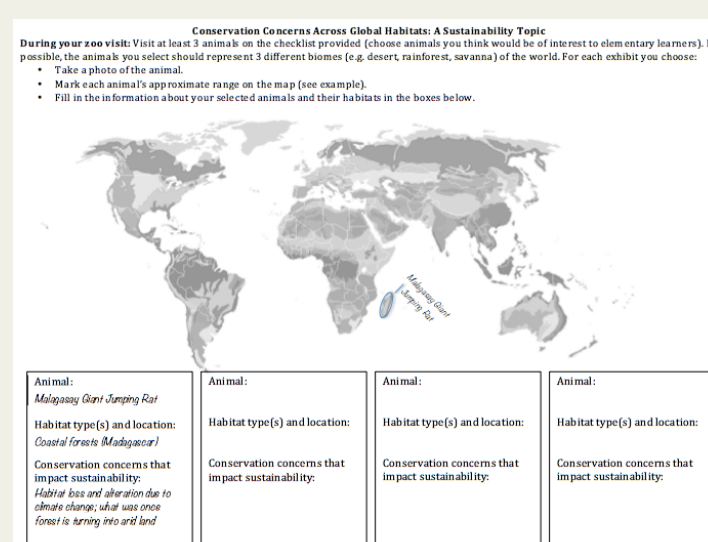 Conservation Concerns Across Global Habitats: A Sustainability Topic
During your zoo visit: Visit at least 3 animals on the checklist provided (choose animals you think would be of interest to elementary learners).
possible, the animals you select should represent 3 different biomes (e.g. desert, rainforest, savanna) of the world. For each exhibit you choose:
• Take a photo of the animal.
• Mark each animal's approximate range on the map (see example).
• Fill in the information about your selected animals and their habitats in the boxes below.
Malagasay Giant
Jumping Rat
Animal:
Malagasay Giant Jumping Rat
Habitat type(s) and location:
Coastal forests (Madagascar)
Conservation concerns that
impact sustainability:
Habitat loss and alteration due to
climate change; what was once
forest is turning into arid land
Animal:
Habitat type(s) and location:
Conservation concerns that
impact sustainability:
Animal:
Habitat type(s) and location:
Conservation concerns that
impact sustainability:
Animal:
Habitat type(s) and location:
Conservation concerns that
impact sustainability: